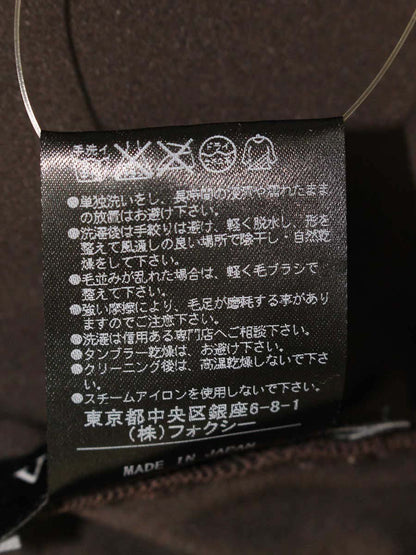 手洗イ
ドライ
●単独洗いをし、長時間の浸漬や濡れたまま
の放置はお避け下さい。
●洗濯後は手絞りは避け、軽く脱水し、形を
整えて風通しの良い場所で陰干し・自然乾
燥をして下さい。
●毛並みが乱れた場合は、軽く毛ブラシで
整えて下さい。
●強い摩擦により、毛足が磨耗する事があり
ますのでご注意下さい。
●洗濯は信用ある専門店へご相談下さい。
●タンブラー乾燥は、お避け下さい。
●クリーニング後は、高温乾燥しないで下さ
い。
●スチームアイロンを使用しないで下さい。
東京都中央区銀座6-8-1
(株)フォクシー
MADE IN JAPAN